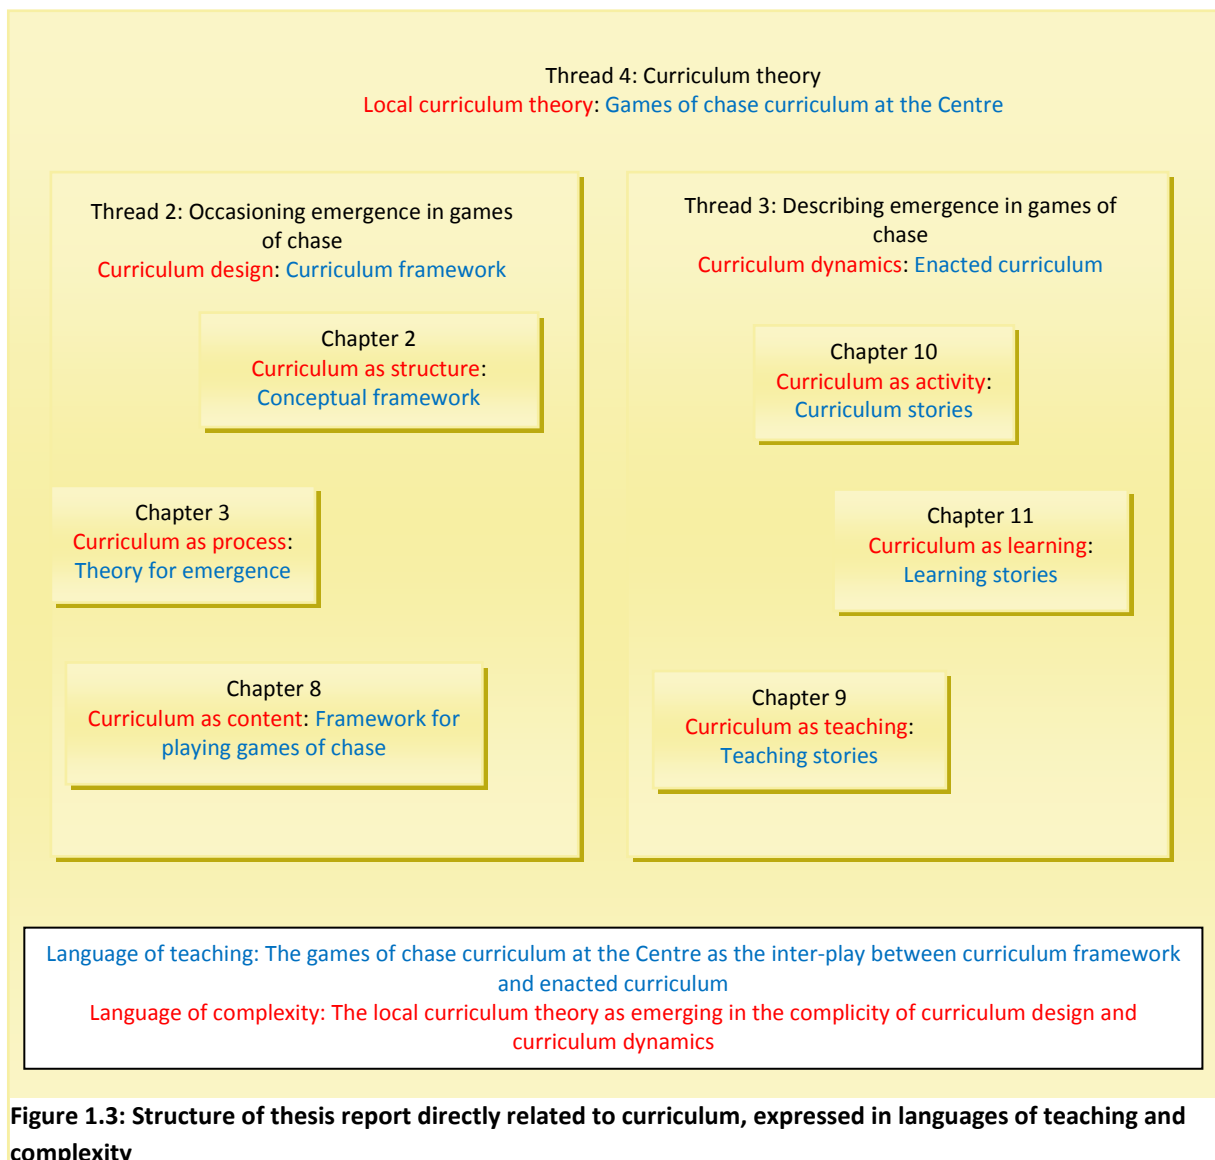 Thread 4: Curriculum theory
Local curriculum theory: Games of chase curriculum at the Centre
Thread 2: Occasioning emergence in games
of chase
Curriculum design: Curriculum framework
Chapter 2
Curriculum as structure:
Conceptual framework
Chapter 3
Curriculum as process:
Theory for emergence
Chapter 8
Curriculum as content: Framework for
playing games of chase
Thread 3: Describing emergence in games of
chase
Curriculum dynamics: Enacted curriculum
Chapter 10
Curriculum as activity:
Curriculum stories
Chapter 11
Curriculum as learning:
Learning stories
Chapter 9
Curriculum as teaching:
Teaching stories
Language of teaching: The games of chase curriculum at the Centre as the inter-play between curriculum framework
and enacted curriculum
Language of complexity: The local curriculum theory as emerging in the complicity of curriculum design and
curriculum dynamics
Figure 1.3: Structure of thesis report directly related to curriculum, expressed in languages of teaching and
complexity